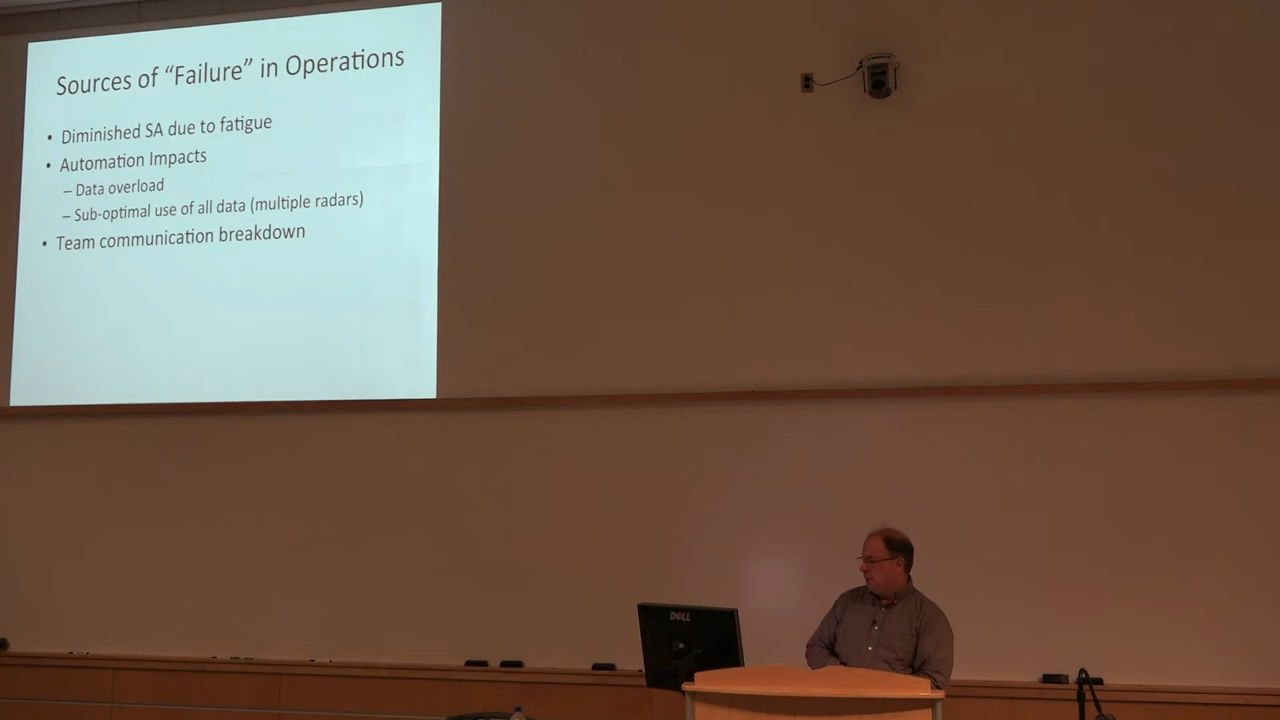 Sources of “Failure” in Operations
• Diminished SA due to fatigue
• Automation Impacts
– Data overload
– Sub-optimal use of all data (multiple radars)
• Team communication breakdown
DELL